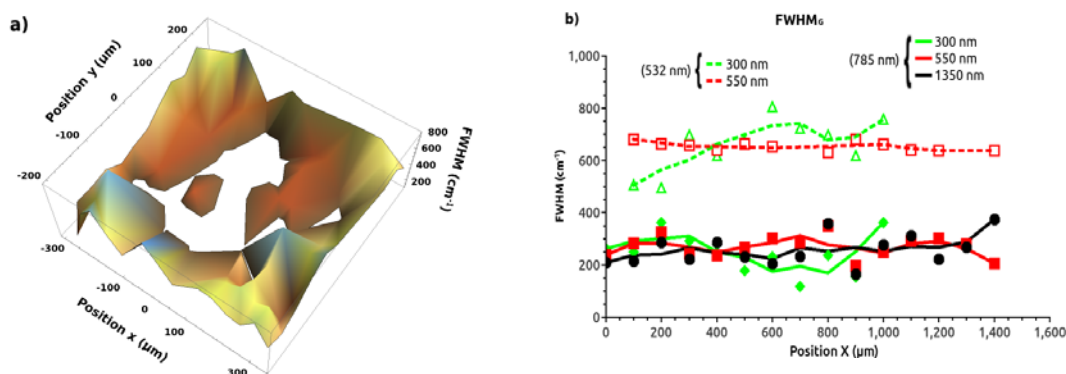 a)
200
100
0
-100
-200
Position y (μm)
-300
-100
0
100
300
Position x (μm)
800
600
400
200
FWHM (cm⁻¹)
b)
FWHM_G
(532 nm)
300 nm
550 nm
(785 nm)
300 nm
550 nm
1350 nm
1,000
800
600
400
200
0
FWHM (cm⁻¹)
0
200
400
600
800
1,000
1,200
1,400
1,600
Position X (μm)